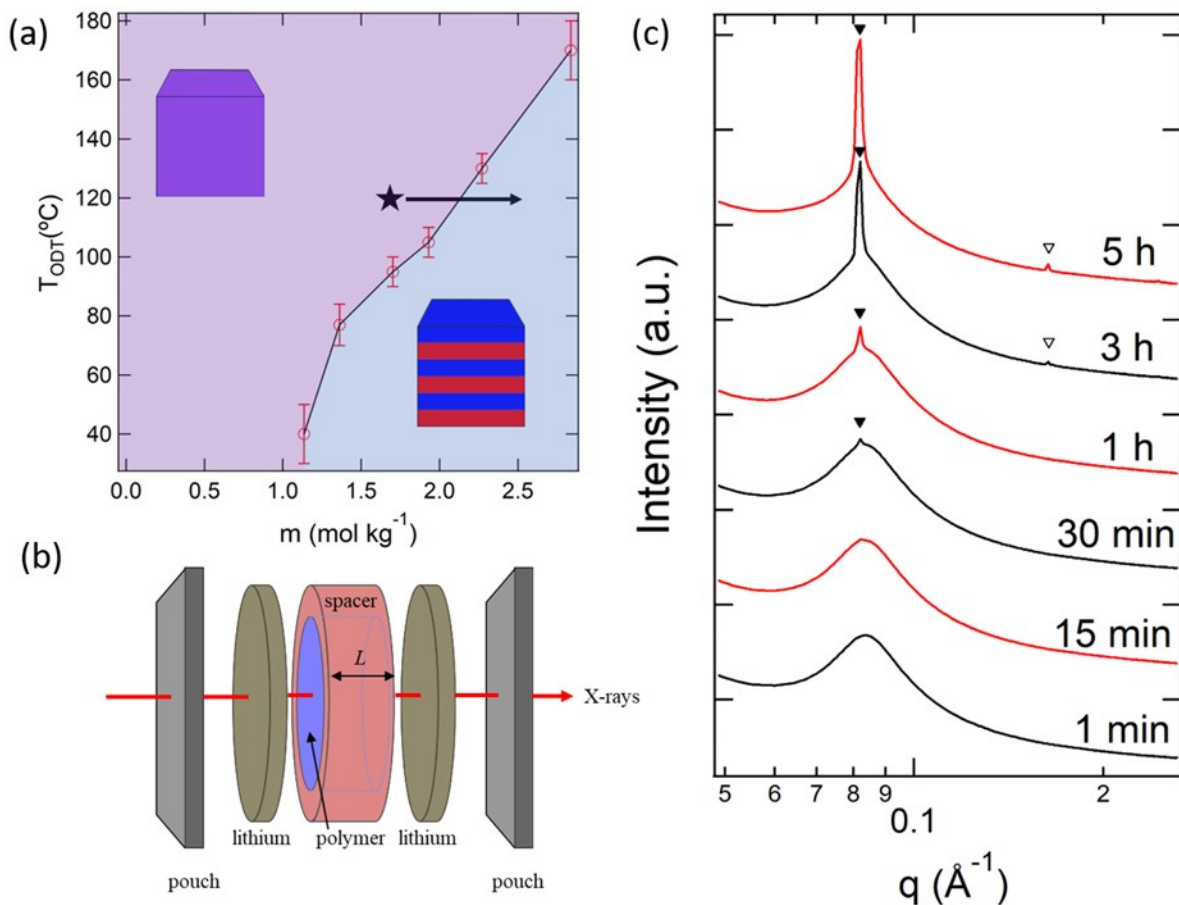 (a)
180
160
140
120
100
80
60
40
T_ODT(ºC)
0.0 0.5 1.0 1.5 2.0 2.5
m (mol kg⁻¹)
(b)
spacer
L
X-rays
lithium polymer lithium
pouch pouch
(c)
Intensity (a.u.)
5 h
3 h
1 h
30 min
15 min
1 min
5 6 7 8 9 0.1 2
q (Å⁻¹)